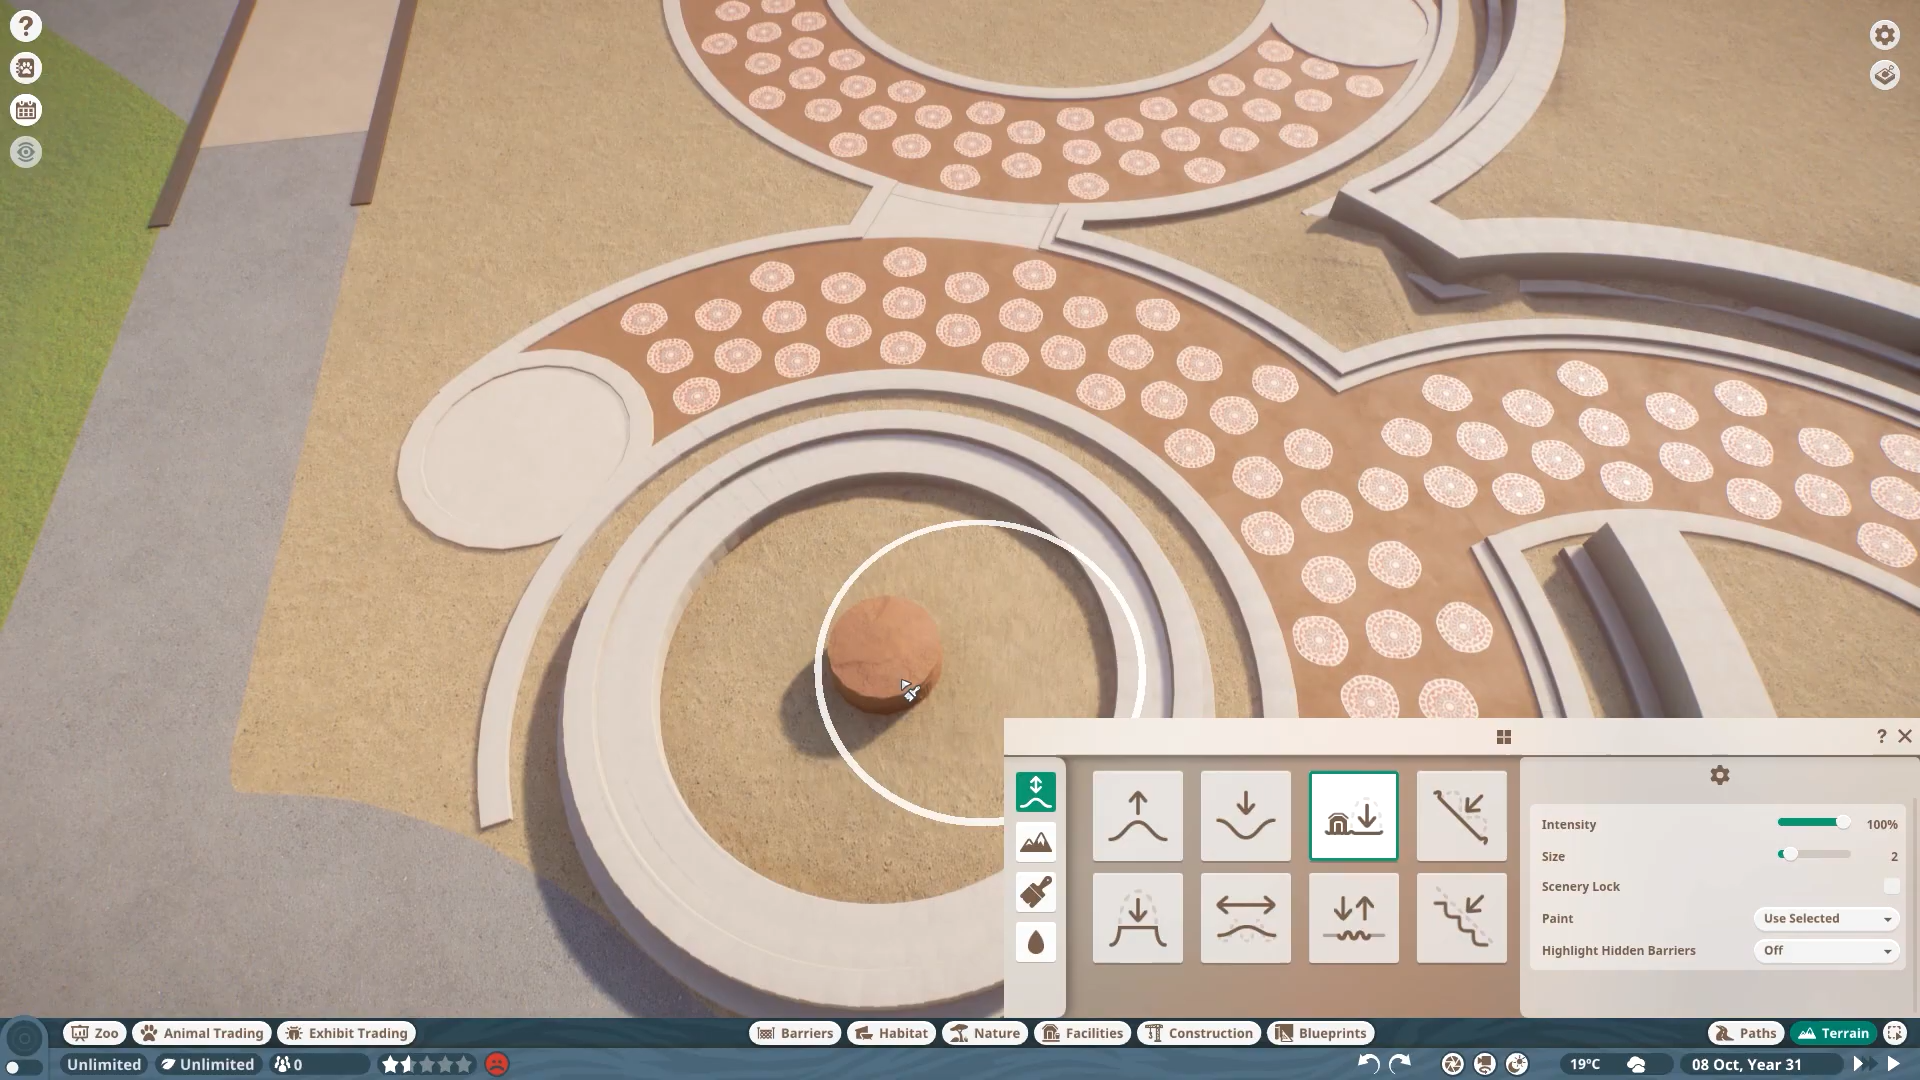 ?
?
Intensity 100%
Size 2
Scenery Lock
Paint Use Selected
Highlight Hidden Barriers Off
Zoo Animal Trading Exhibit Trading Barriers Habitat Nature Facilities Construction Blueprints Paths Terrain
Unlimited Unlimited 0 19°C 08 Oct, Year 31